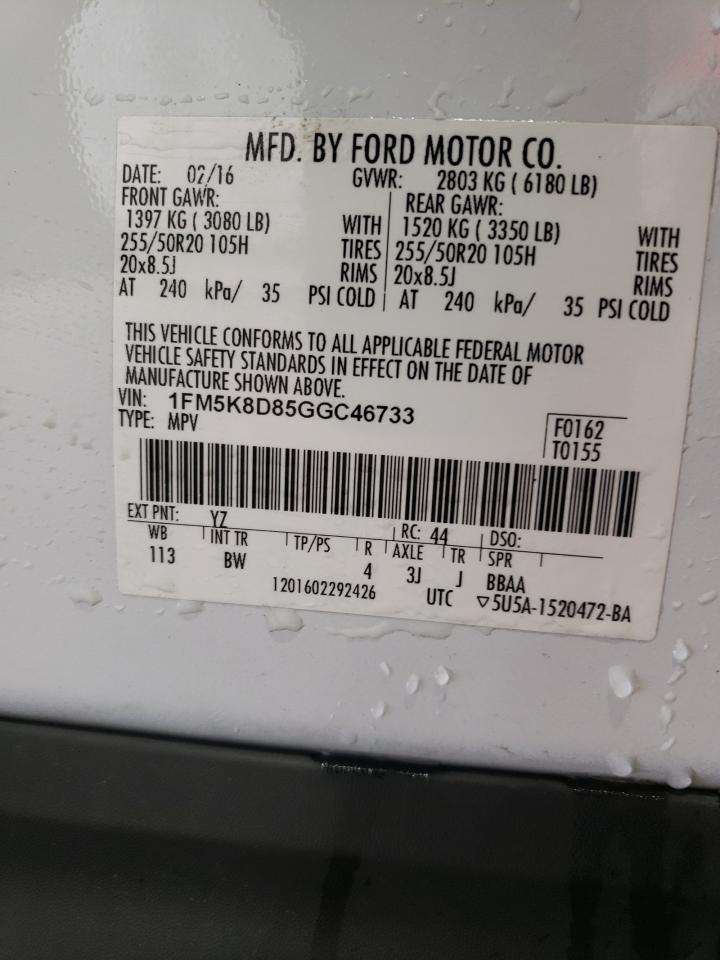 MFD. BY FORD MOTOR CO.
DATE: 02/16 GVWR: 2803 KG ( 6180 LB)
FRONT GAWR: REAR GAWR:
1397 KG ( 3080 LB) WITH 1520 KG ( 3350 LB) WITH
255/50R20 105H TIRES 255/50R20 105H TIRES
20x8.5J RIMS 20x8.5J RIMS
AT 240 kPa/ 35 PSI COLD AT 240 kPa/ 35 PSI COLD
THIS VEHICLE CONFORMS TO ALL APPLICABLE FEDERAL MOTOR
VEHICLE SAFETY STANDARDS IN EFFECT ON THE DATE OF
MANUFACTURE SHOWN ABOVE.
VIN: 1FM5K8D85GGC46733
TYPE: MPV F0162
T0155
EXT PNT: YZ RC: 44 DSO:
WB INT TR TP/PS R AXLE TR SPR
113 BW 4 3J J BBAA
1201602292426 UTC ▽5U5A-1520472-BA